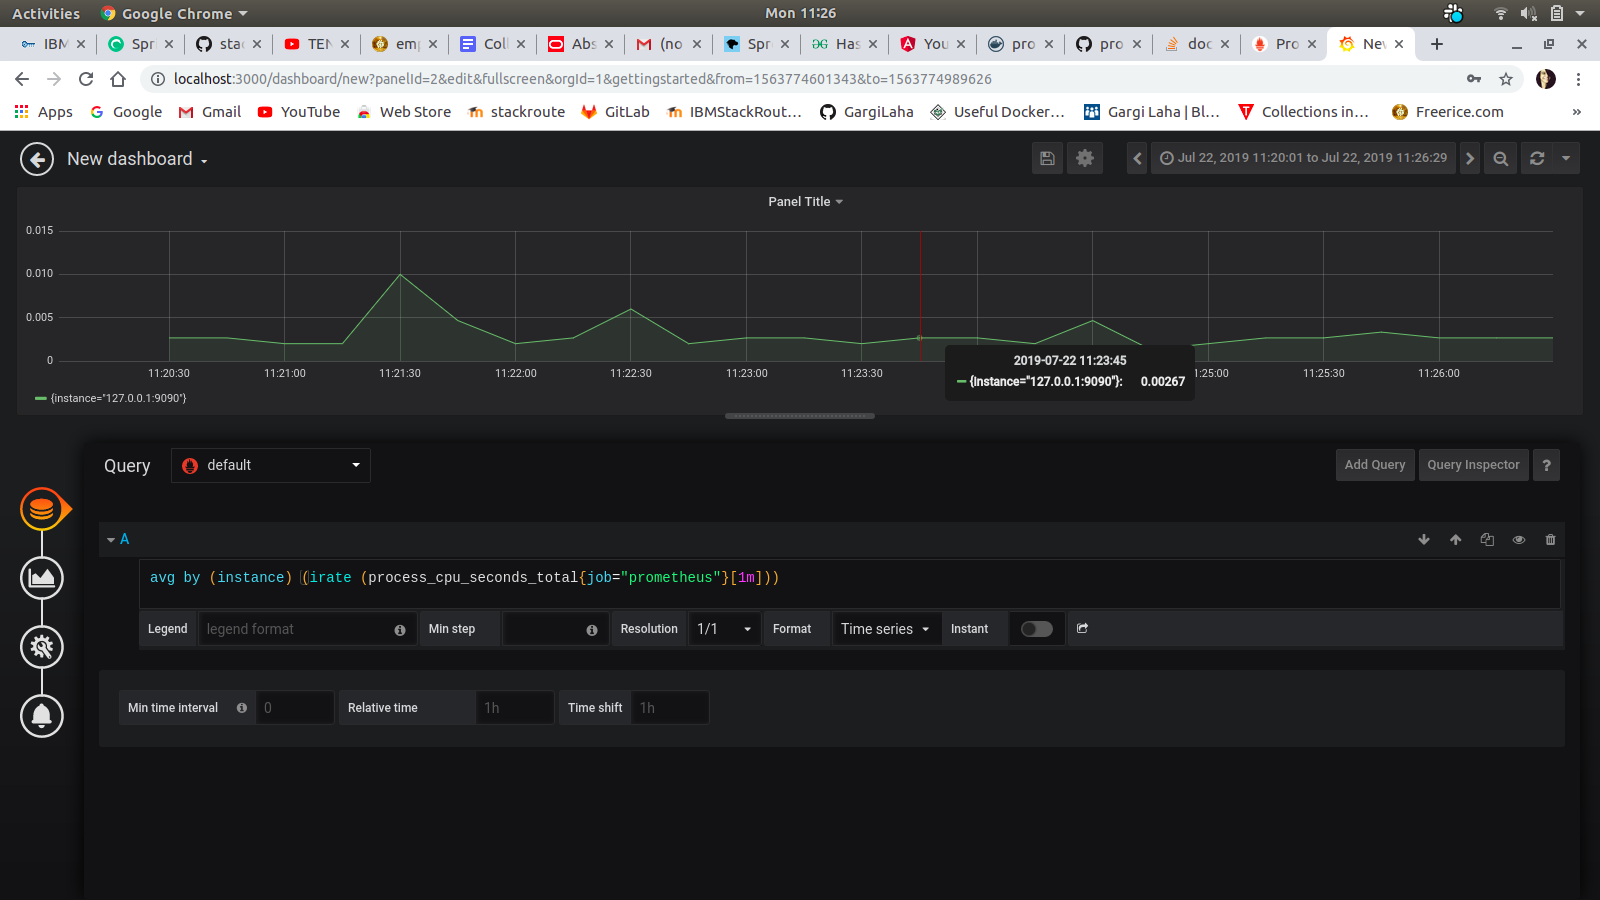 Activities Google Chrome Mon 11:26
IBM Spri stac TEN emp Coll Abs (no Spre Has You pro pro doc Pro New
localhost:3000/dashboard/new?panelId=2&edit&fullscreen&orgId=1&gettingstarted&from=1563774601343&to=1563774989626
Apps Google Gmail YouTube Web Store stackroute GitLab IBMStackRout... GargiLaha Useful Docker... Gargi Laha | Bl... Collections in... Freerice.com »
New dashboard Jul 22, 2019 11:20:01 to Jul 22, 2019 11:26:29
Panel Title
0.015
0.010
0.005
0
11:20:30 11:21:00 11:21:30 11:22:00 11:22:30 11:23:00 11:23:30 1:25:00 11:25:30 11:26:00
2019-07-22 11:23:45
{instance="127.0.0.1:9090"}: 0.00267
{instance="127.0.0.1:9090"}
Query default Add Query Query Inspector ?
A
avg by (instance) (irate (process_cpu_seconds_total{job="prometheus"}[1m]))
Legend legend format Min step Resolution 1/1 Format Time series Instant
Min time interval 0 Relative time 1h Time shift 1h